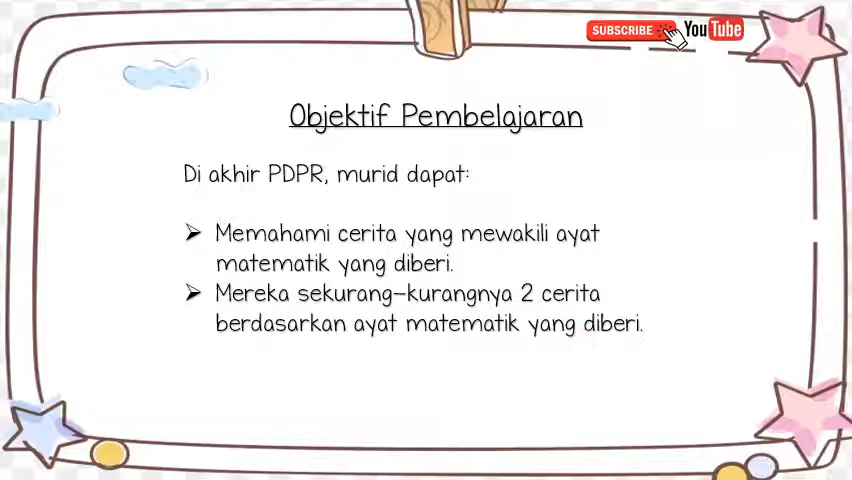 SUBSCRIBE YouTube
Objektif Pembelajaran
Di akhir PDPR, murid dapat:
➢ Memahami cerita yang mewakili ayat
matematik yang diberi.
➢ Mereka sekurang-kurangnya 2 cerita
berdasarkan ayat matematik yang diberi.